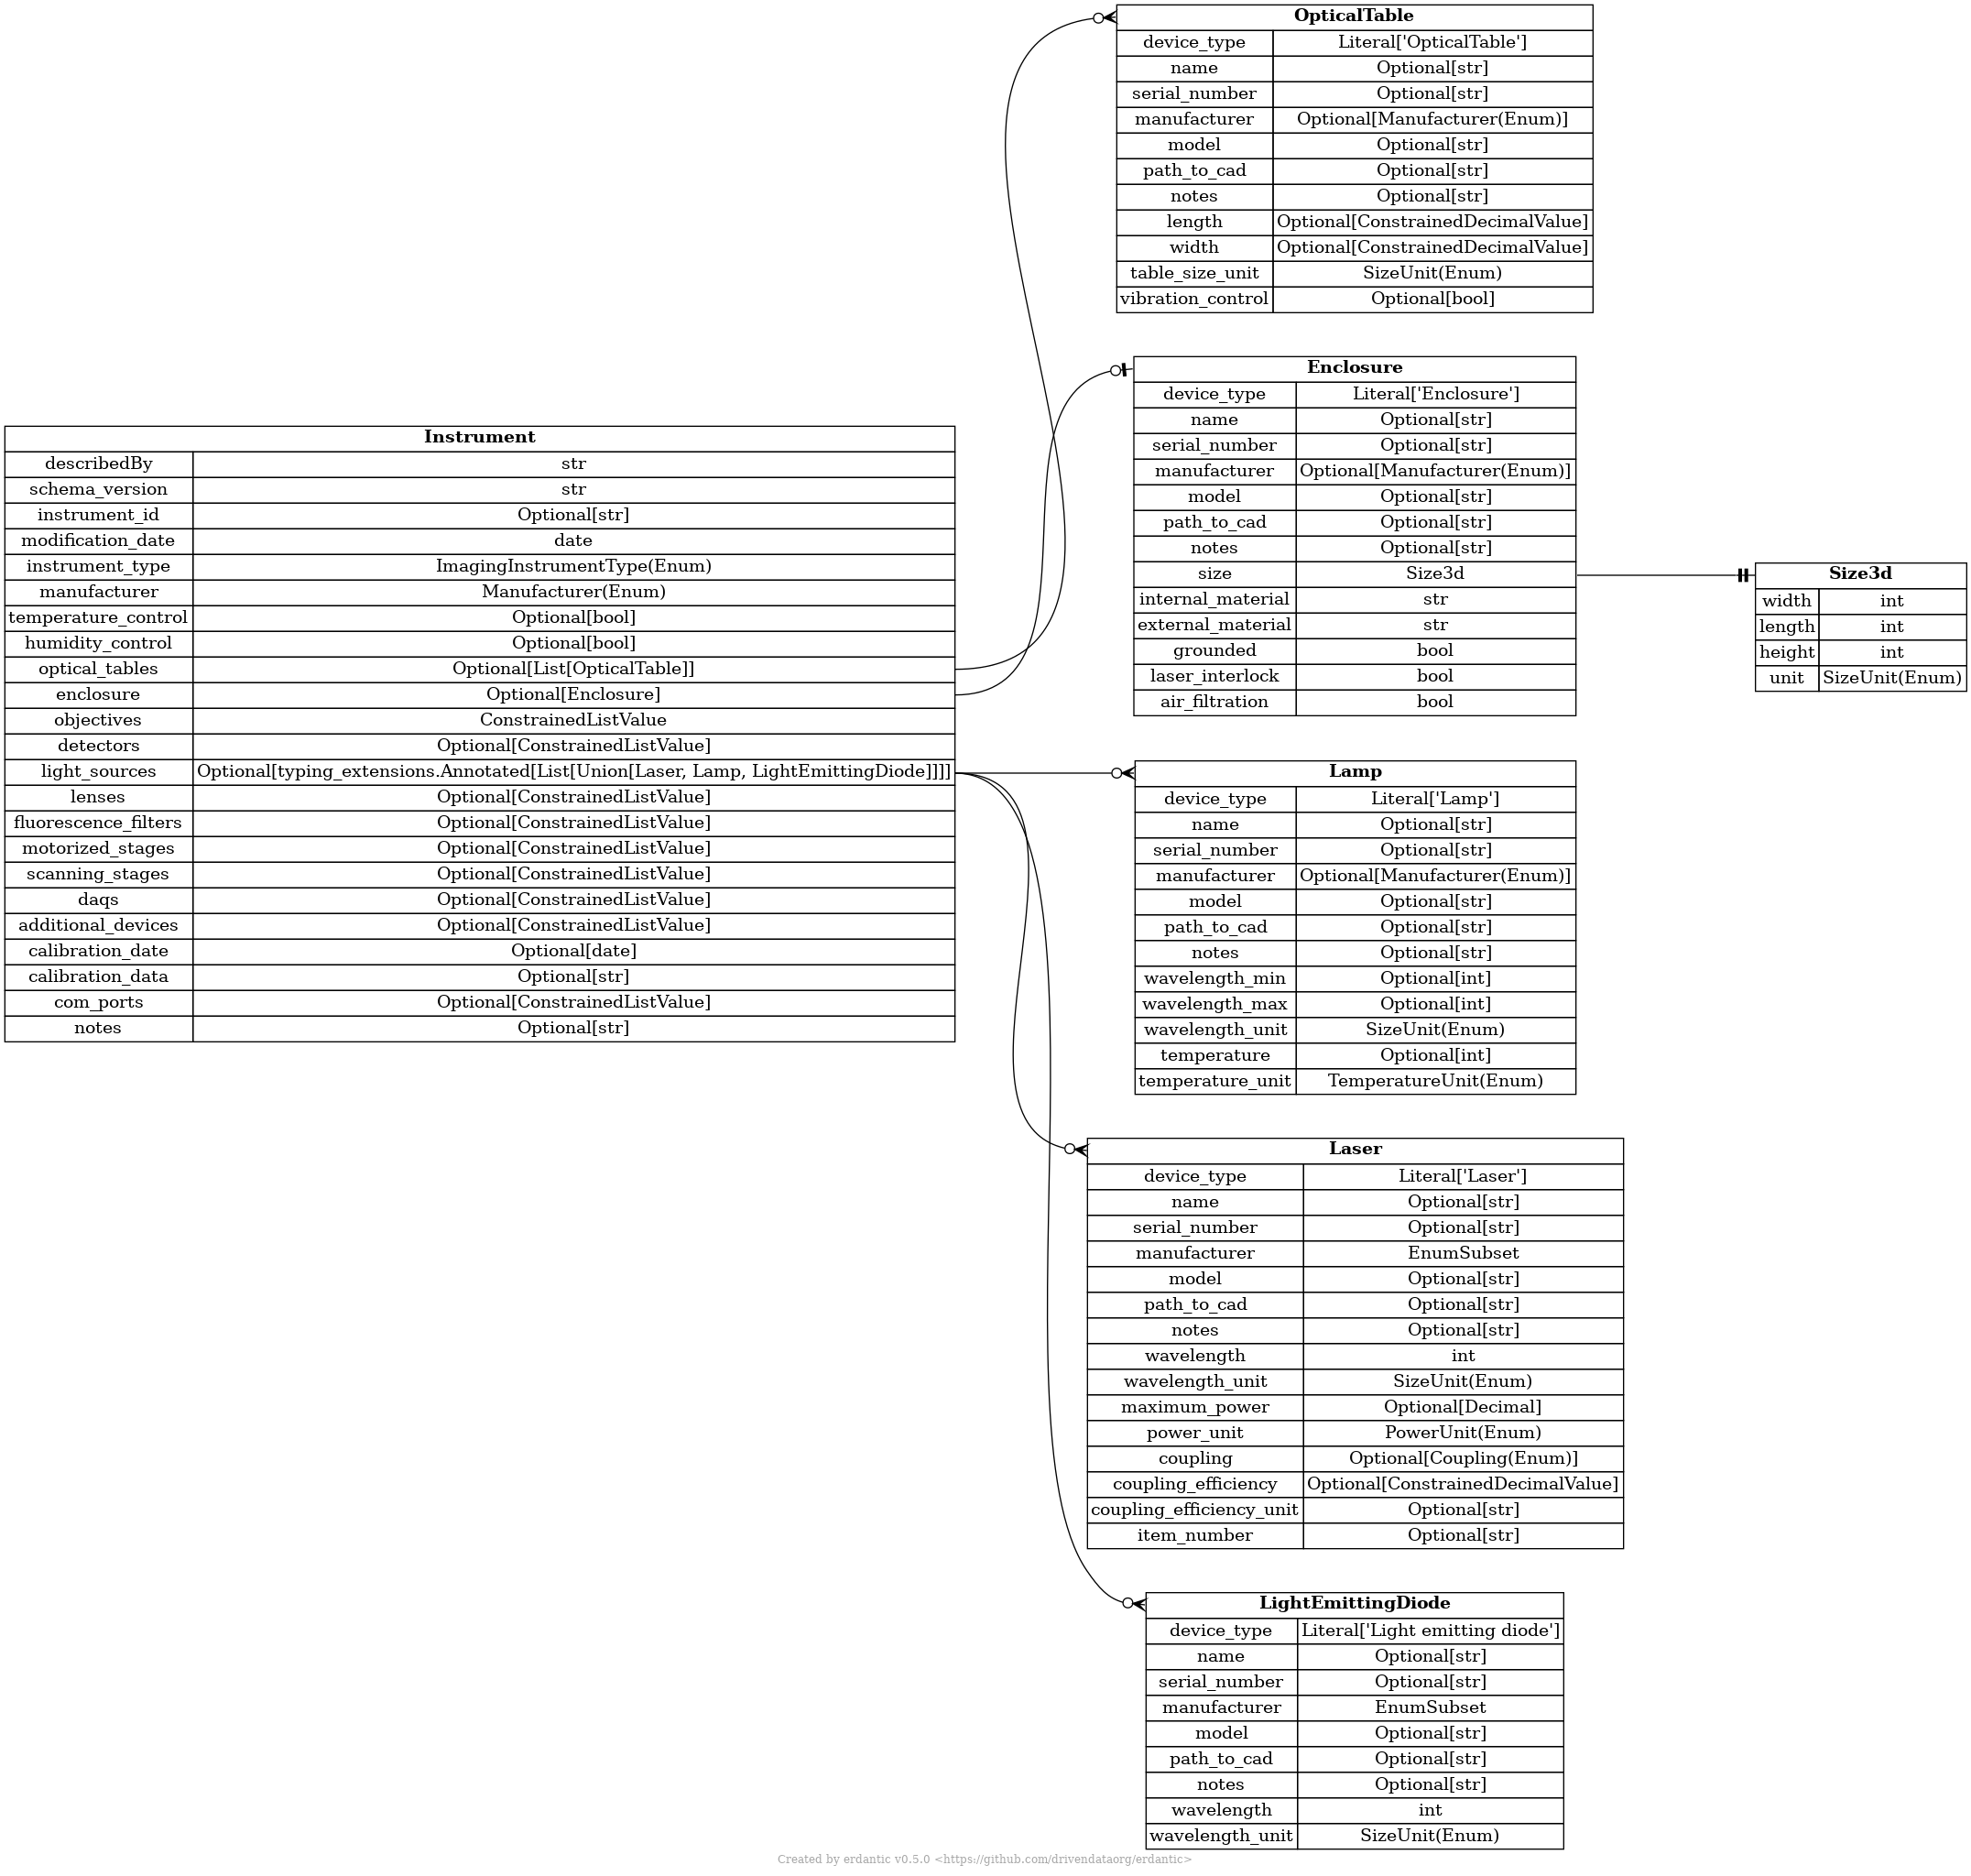 OpticalTable
device_type Literal['OpticalTable']
name Optional[str]
serial_number Optional[str]
manufacturer Optional[Manufacturer(Enum)]
model Optional[str]
path_to_cad Optional[str]
notes Optional[str]
length Optional[ConstrainedDecimalValue]
width Optional[ConstrainedDecimalValue]
table_size_unit SizeUnit(Enum)
vibration_control Optional[bool]
Enclosure
device_type Literal['Enclosure']
name Optional[str]
serial_number Optional[str]
manufacturer Optional[Manufacturer(Enum)]
model Optional[str]
path_to_cad Optional[str]
notes Optional[str]
size Size3d
internal_material str
external_material str
grounded bool
laser_interlock bool
air_filtration bool
Instrument
describedBy str
schema_version str
instrument_id Optional[str]
modification_date date
instrument_type ImagingInstrumentType(Enum)
manufacturer Manufacturer(Enum)
temperature_control Optional[bool]
humidity_control Optional[bool]
optical_tables Optional[List[OpticalTable]]
enclosure Optional[Enclosure]
objectives ConstrainedListValue
detectors Optional[ConstrainedListValue]
light_sources Optional[typing_extensions.Annotated[List[Union[Laser, Lamp, LightEmittingDiode]]]]
lenses Optional[ConstrainedListValue]
fluorescence_filters Optional[ConstrainedListValue]
motorized_stages Optional[ConstrainedListValue]
scanning_stages Optional[ConstrainedListValue]
daqs Optional[ConstrainedListValue]
additional_devices Optional[ConstrainedListValue]
calibration_date Optional[date]
calibration_data Optional[str]
com_ports Optional[ConstrainedListValue]
notes Optional[str]
Size3d
width int
length int
height int
unit SizeUnit(Enum)
Lamp
device_type Literal['Lamp']
name Optional[str]
serial_number Optional[str]
manufacturer Optional[Manufacturer(Enum)]
model Optional[str]
path_to_cad Optional[str]
notes Optional[str]
wavelength_min Optional[int]
wavelength_max Optional[int]
wavelength_unit SizeUnit(Enum)
temperature Optional[int]
temperature_unit TemperatureUnit(Enum)
Laser
device_type Literal['Laser']
name Optional[str]
serial_number Optional[str]
manufacturer EnumSubset
model Optional[str]
path_to_cad Optional[str]
notes Optional[str]
wavelength int
wavelength_unit SizeUnit(Enum)
maximum_power Optional[Decimal]
power_unit PowerUnit(Enum)
coupling Optional[Coupling(Enum)]
coupling_efficiency Optional[ConstrainedDecimalValue]
coupling_efficiency_unit Optional[str]
item_number Optional[str]
LightEmittingDiode
device_type Literal['Light emitting diode']
name Optional[str]
serial_number Optional[str]
manufacturer EnumSubset
model Optional[str]
path_to_cad Optional[str]
notes Optional[str]
wavelength int
wavelength_unit SizeUnit(Enum)
Created by erdantic v0.5.0 <https://github.com/drivendataorg/erdantic>